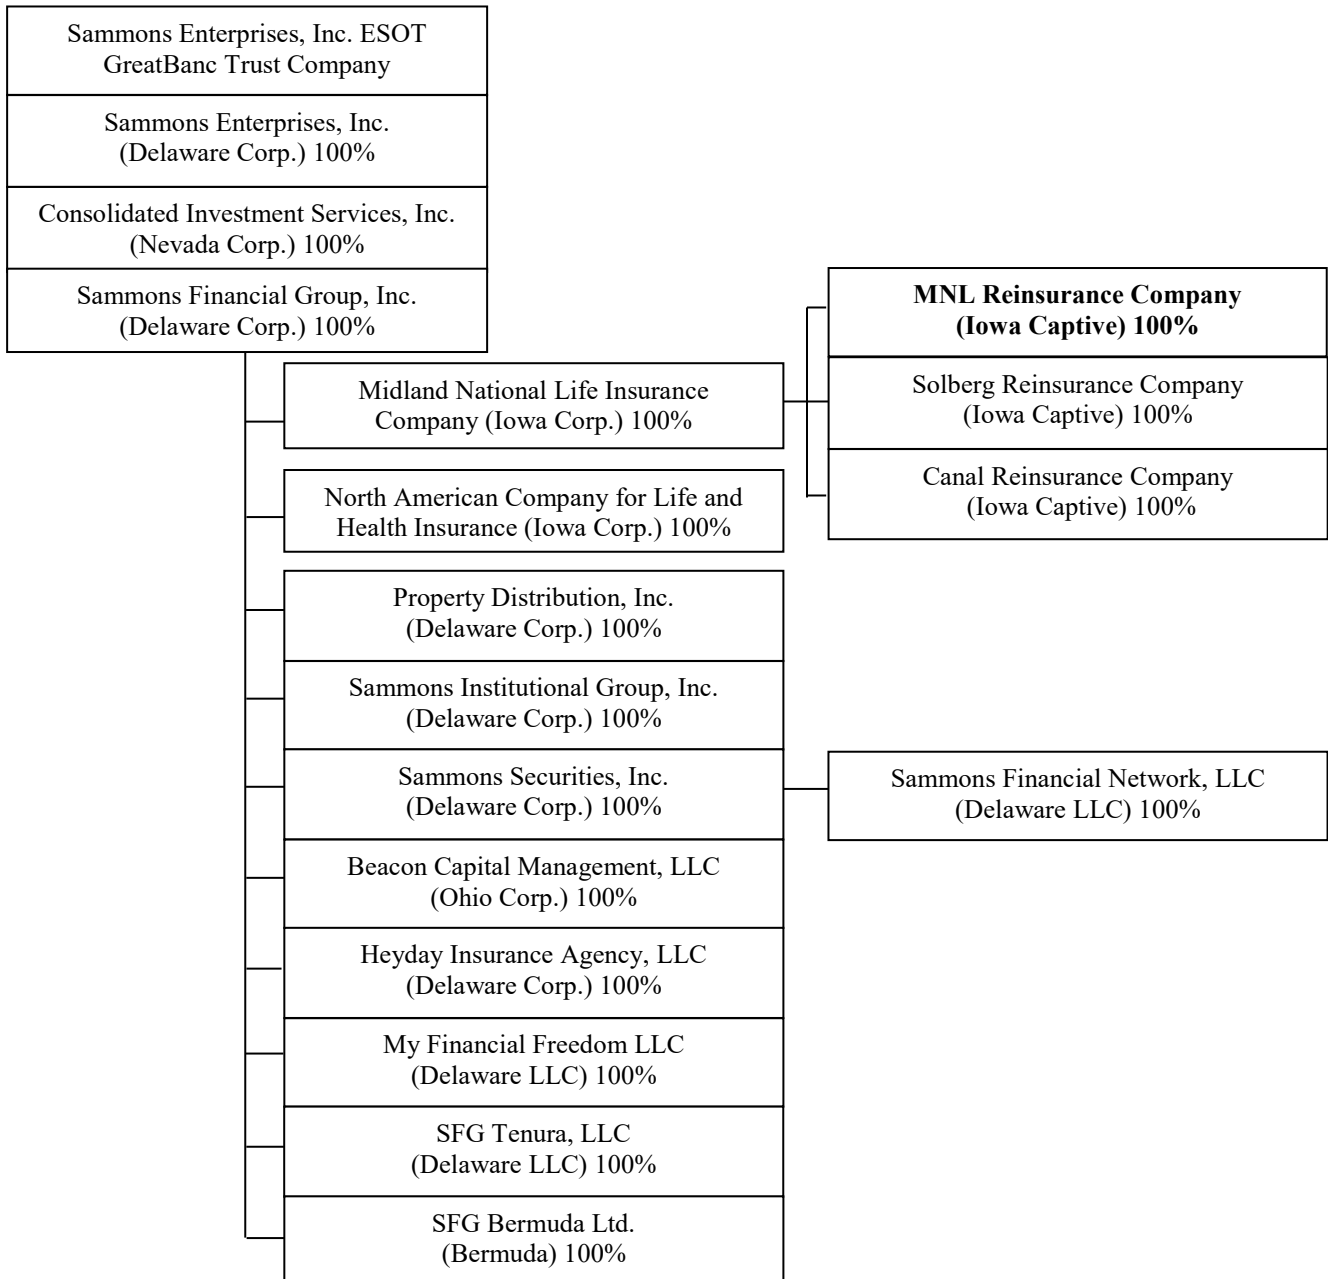 Sammons Enterprises, Inc. ESOT
GreatBanc Trust Company
Sammons Enterprises, Inc.
(Delaware Corp.) 100%
Consolidated Investment Services, Inc.
(Nevada Corp.) 100%
Sammons Financial Group, Inc.
(Delaware Corp.) 100%
Midland National Life Insurance
Company (Iowa Corp.) 100%
MNL Reinsurance Company
(Iowa Captive) 100%
Solberg Reinsurance Company
(Iowa Captive) 100%
Canal Reinsurance Company
(Iowa Captive) 100%
North American Company for Life and
Health Insurance (Iowa Corp.) 100%
Property Distribution, Inc.
(Delaware Corp.) 100%
Sammons Institutional Group, Inc.
(Delaware Corp.) 100%
Sammons Securities, Inc.
(Delaware Corp.) 100%
Sammons Financial Network, LLC
(Delaware LLC) 100%
Beacon Capital Management, LLC
(Ohio Corp.) 100%
Heyday Insurance Agency, LLC
(Delaware Corp.) 100%
My Financial Freedom LLC
(Delaware LLC) 100%
SFG Tenura, LLC
(Delaware LLC) 100%
SFG Bermuda Ltd.
(Bermuda) 100%